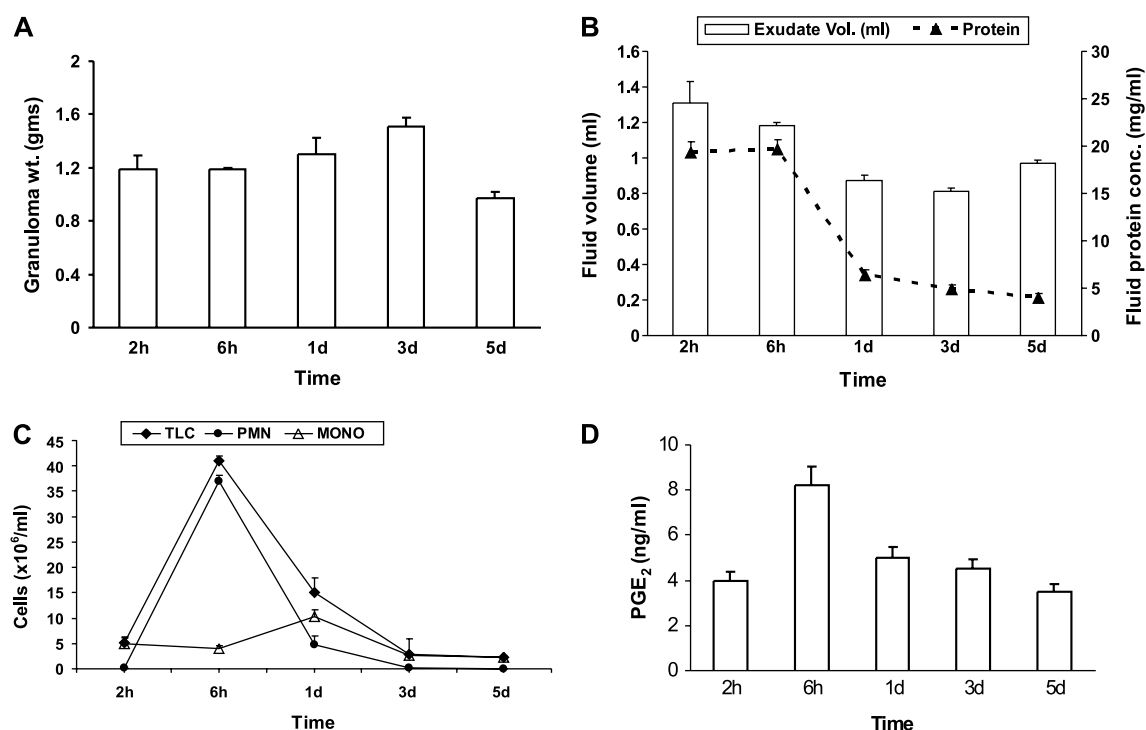 A
Granuloma wt. (gms)
2
1.6
1.2
0.8
0.4
0
2h 6h 1d 3d 5d
Time
B
Exudate Vol. (ml) Protein
Fluid volume (ml)
1.6
1.4
1.2
1
0.8
0.6
0.4
0.2
0
30
25
20
15
10
5
0
Fluid protein conc. (mg/ml)
2h 6h 1d 3d 5d
Time
C
TLC PMN MONO
Cells (x10⁶/ml)
45
40
35
30
25
20
15
10
5
0
2h 6h 1d 3d 5d
Time
D
PGE₂ (ng/ml)
10
8
6
4
2
0
2h 6h 1d 3d 5d
Time